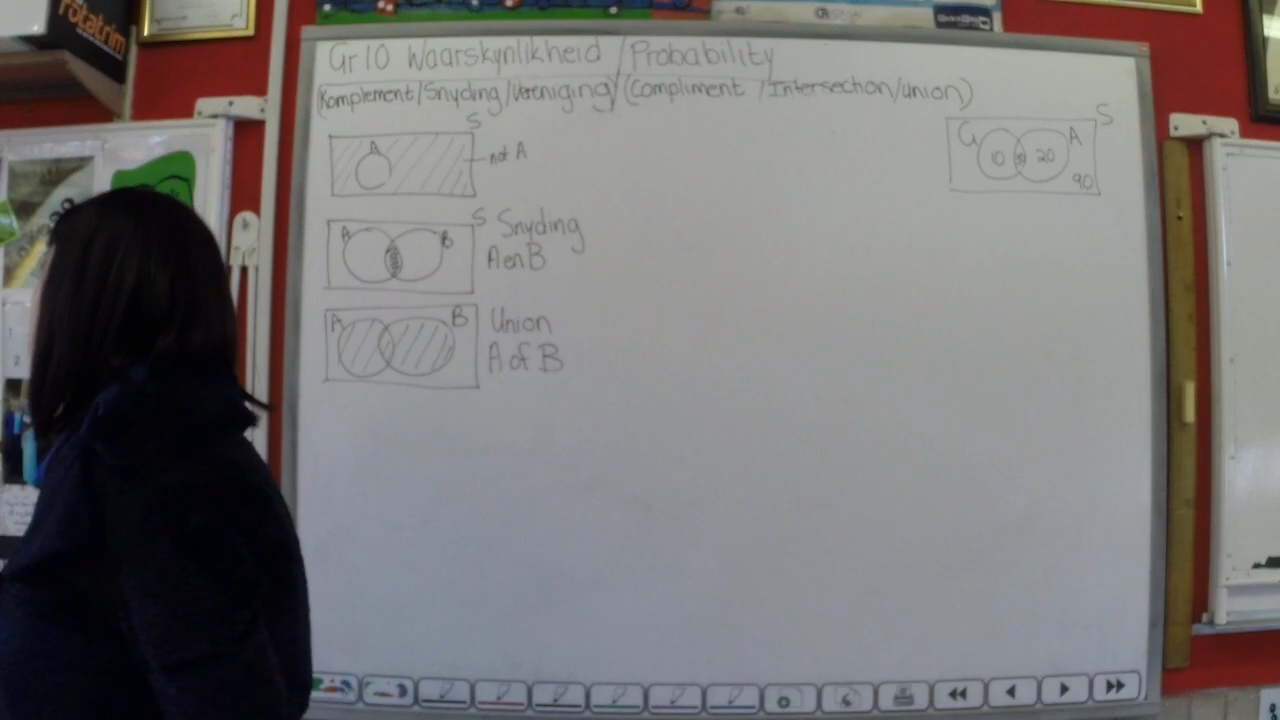 rotatrim
Gr10 Waarskynlikheid / Probability
(Komplement/Snyding/Vereniging) (Compliment / Intersection/union)
S
A
not A
G
A
S
10
20
90
S
Snyding
A
B
A en B
A
B
Union
A of B